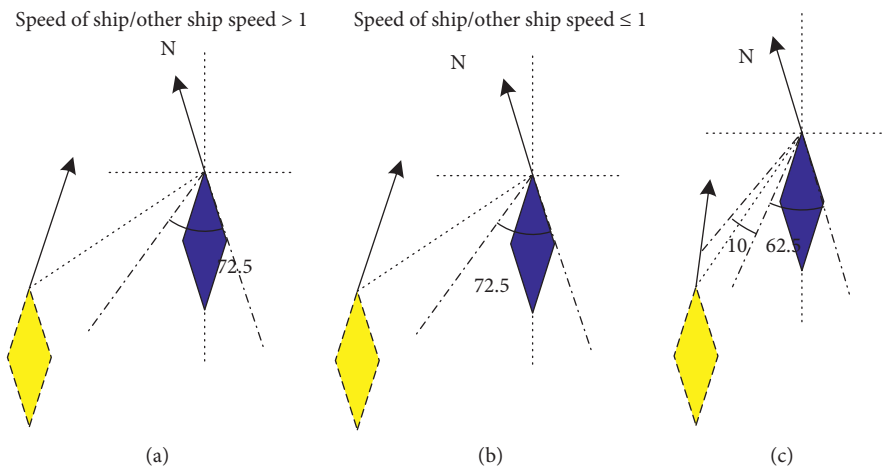 Speed of ship/other ship speed > 1
Speed of ship/other ship speed ≤ 1
N
N
N
72.5
72.5
10
62.5
(a)
(b)
(c)